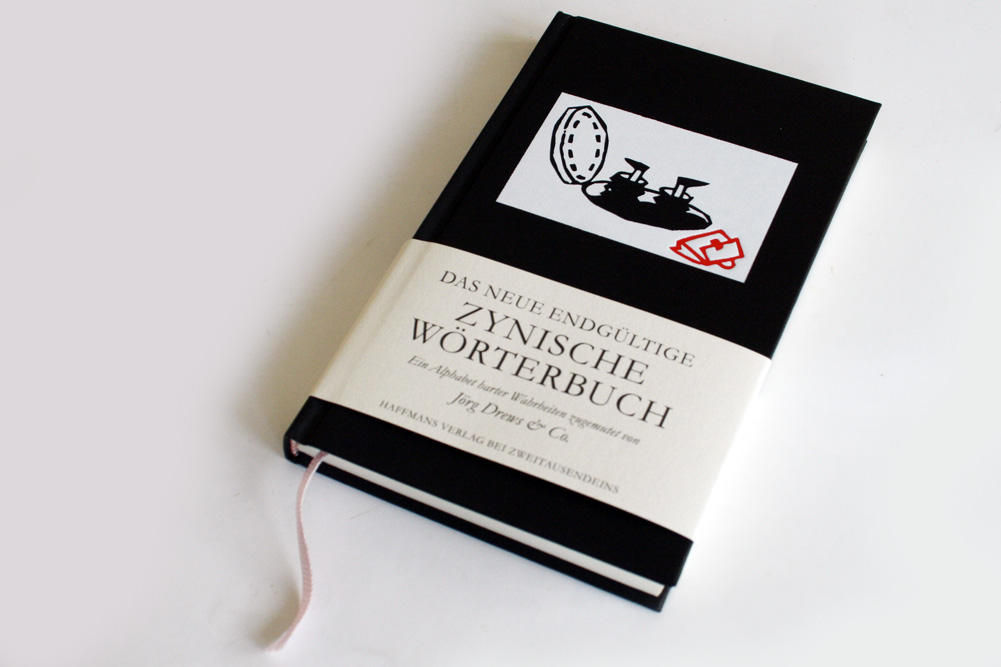 DAS NEUE ENDGÜLTIGE
ZYNISCHE
WÖRTERBUCH
Ein Alphabet harter Wahrheiten zugemutet von
Jörg Drews & Co.
HAFFMANS VERLAG BEI ZWEITAUSENDEINS